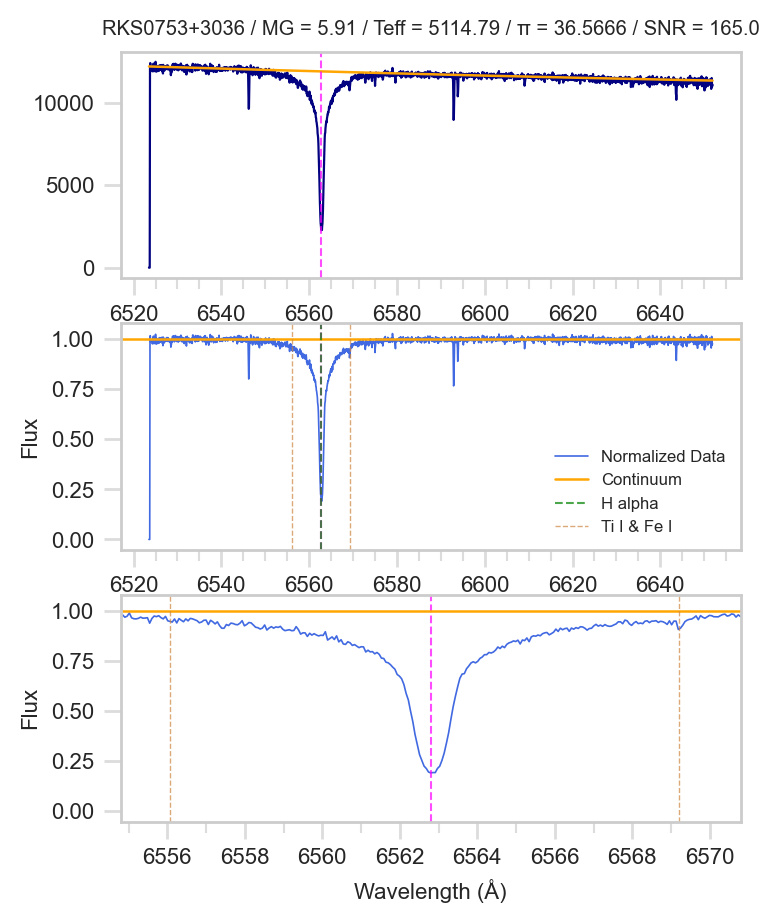 RKS0753+3036 / MG = 5.91 / Teff = 5114.79 / π = 36.5666 / SNR = 165.0
10000
5000
0
6520 6540 6560 6580 6600 6620 6640
1.00
0.75
0.50
0.25
0.00
Flux
Normalized Data
Continuum
H alpha
Ti I & Fe I
6520 6540 6560 6580 6600 6620 6640
1.00
0.75
0.50
0.25
0.00
Flux
6556 6558 6560 6562 6564 6566 6568 6570
Wavelength (Å)